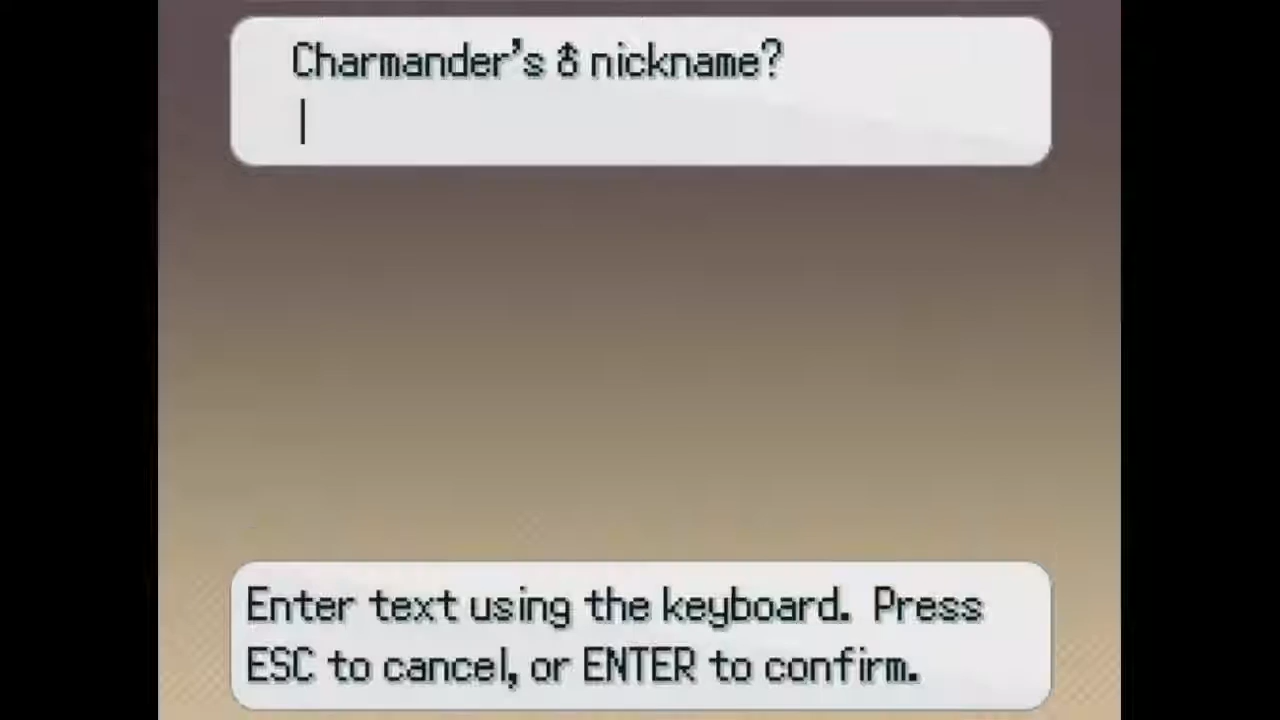 Charmander's ♂ nickname?
Enter text using the keyboard. Press
ESC to cancel, or ENTER to confirm.